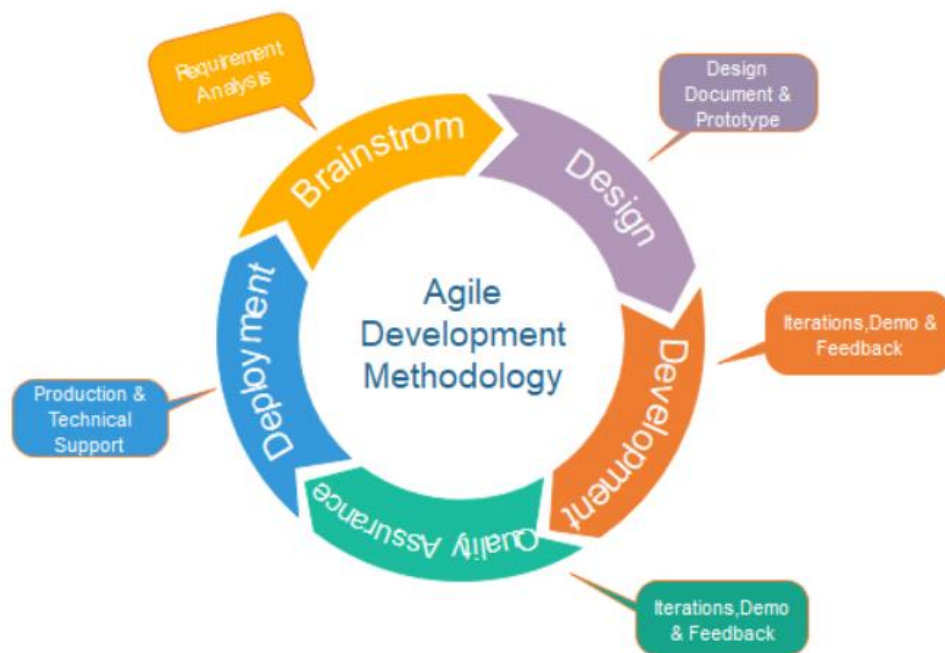 Requirement
Analysis
Brainstrom
Design
Document &
Prototype
Design
Agile
Development
Methodology
Iterations,Demo &
Feedback
Development
Production &
Technical
Support
Deployment
Quality Assurance
Iterations,Demo
& Feedback